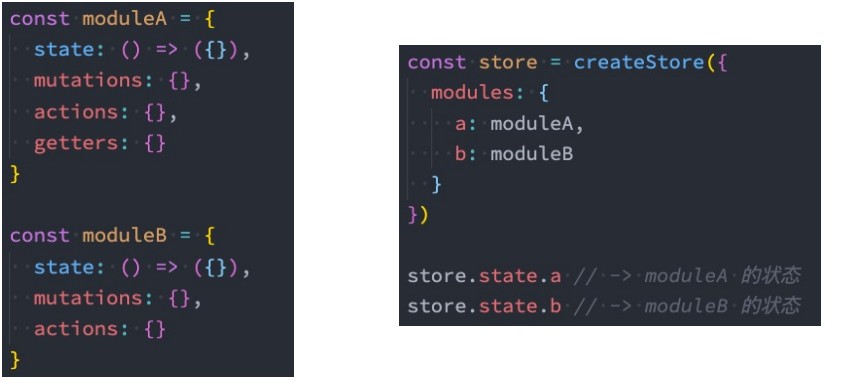 const moduleA = {
  state: () => ({}),
  mutations: {},
  actions: {},
  getters: {}
}

const moduleB = {
  state: () => ({}),
  mutations: {},
  actions: {}
}

const store = createStore({
  modules: {
    a: moduleA,
    b: moduleB
  }
})

store.state.a // -> moduleA 的状态
store.state.b // -> moduleB 的状态